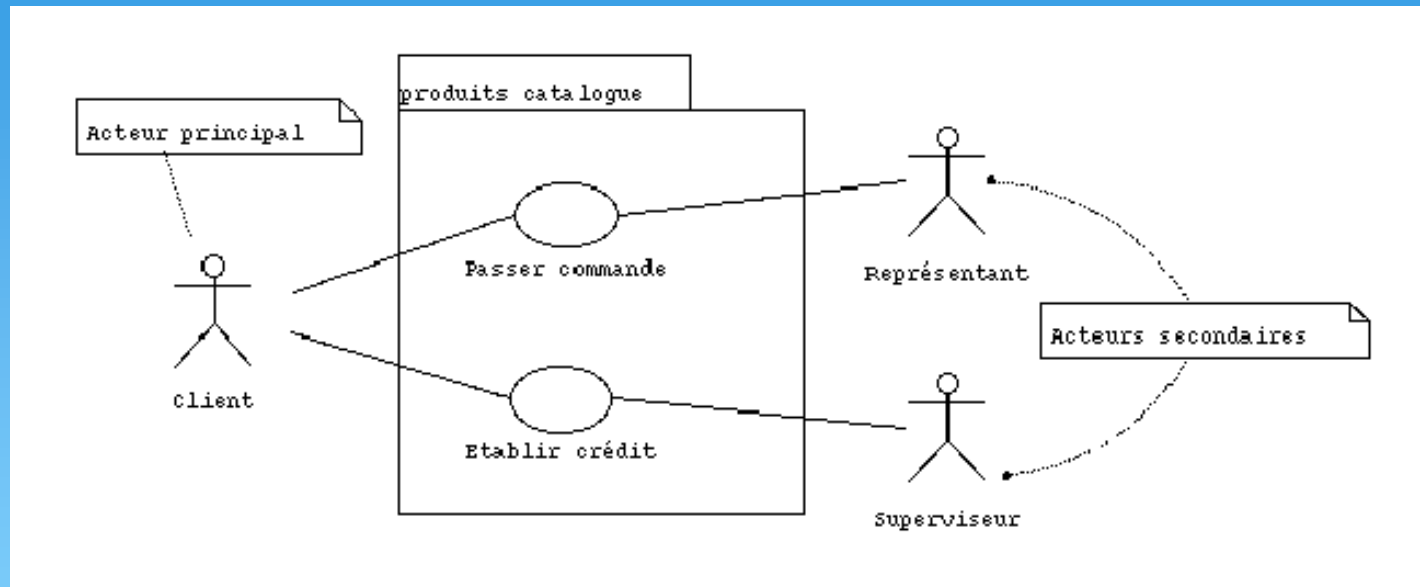 produits catalogue
Acteur principal
Passer commande
Représentant
Acteurs secondaires
Client
Etablir crédit
Superviseur